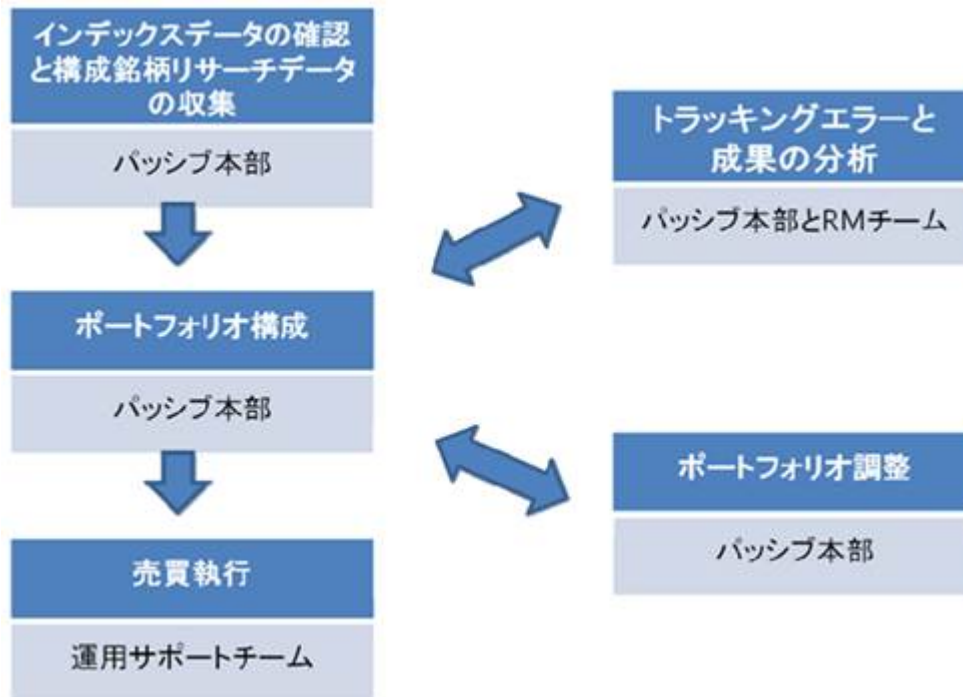 インデックスデータの確認
と構成銘柄リサーチデータ
の収集
パッシブ本部
ポートフォリオ構成
パッシブ本部
売買執行
運用サポートチーム
トラッキングエラーと
成果の分析
パッシブ本部とRMチーム
ポートフォリオ調整
パッシブ本部